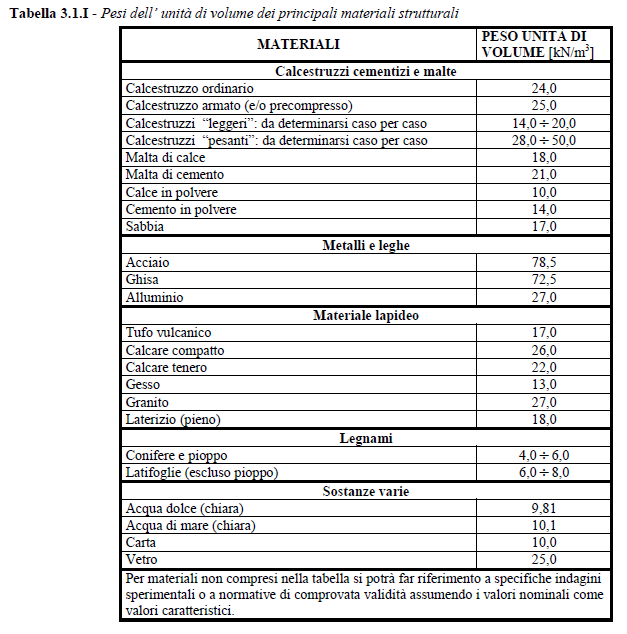 Tabella 3.1.I - Pesi dell’ unità di volume dei principali materiali strutturali
MATERIALI PESO UNITÀ DI VOLUME [kN/m³]
Calcestruzzi cementizi e malte
Calcestruzzo ordinario 24,0
Calcestruzzo armato (e/o precompresso) 25,0
Calcestruzzi “leggeri”: da determinarsi caso per caso 14,0 ÷ 20,0
Calcestruzzi “pesanti”: da determinarsi caso per caso 28,0 ÷ 50,0
Malta di calce 18,0
Malta di cemento 21,0
Calce in polvere 10,0
Cemento in polvere 14,0
Sabbia 17,0
Metalli e leghe
Acciaio 78,5
Ghisa 72,5
Alluminio 27,0
Materiale lapideo
Tufo vulcanico 17,0
Calcare compatto 26,0
Calcare tenero 22,0
Gesso 13,0
Granito 27,0
Laterizio (pieno) 18,0
Legnami
Conifere e pioppo 4,0 ÷ 6,0
Latifoglie (escluso pioppo) 6,0 ÷ 8,0
Sostanze varie
Acqua dolce (chiara) 9,81
Acqua di mare (chiara) 10,1
Carta 10,0
Vetro 25,0
Per materiali non compresi nella tabella si potrà far riferimento a specifiche indagini
sperimentali o a normative di comprovata validità assumendo i valori nominali come
valori caratteristici.